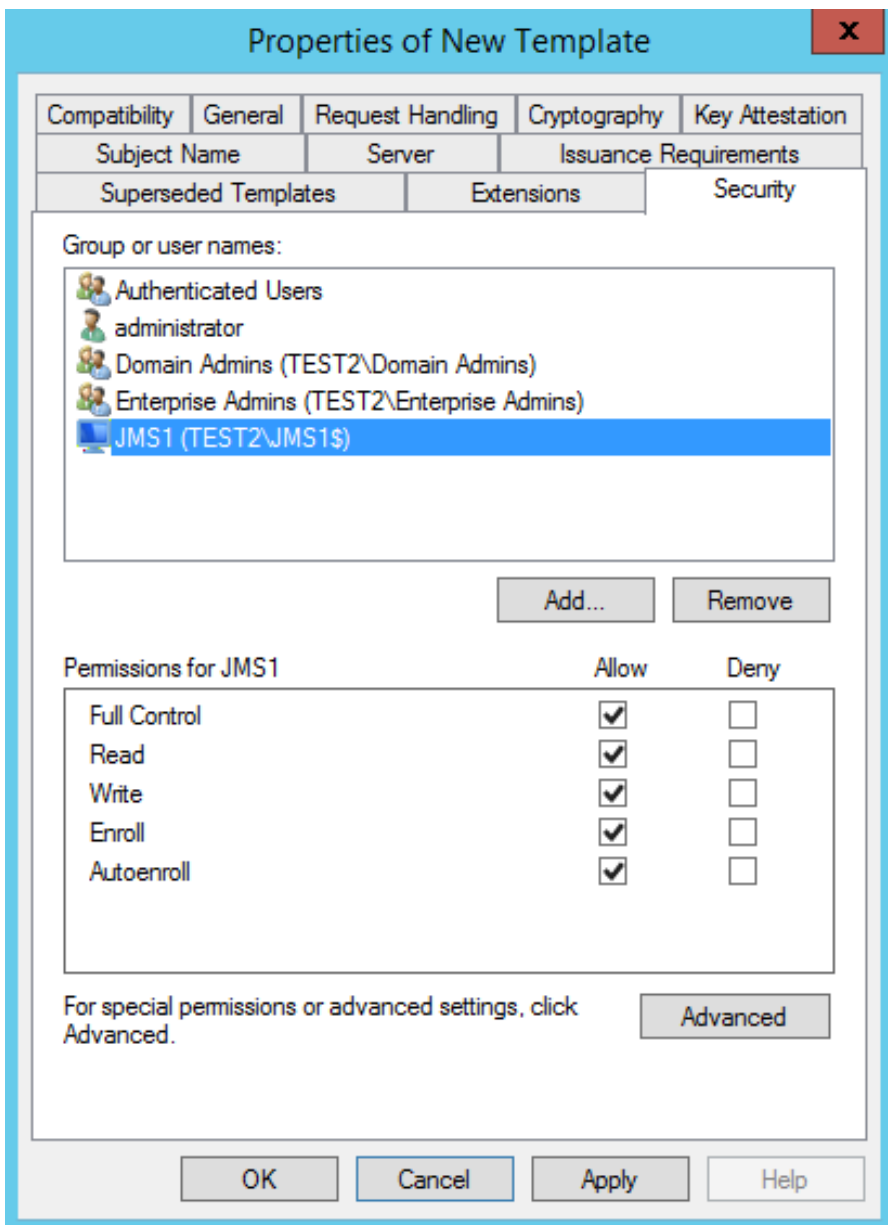 Properties of New Template
x
Compatibility General Request Handling Cryptography Key Attestation
Subject Name Server Issuance Requirements
Superseded Templates Extensions Security
Group or user names:
Authenticated Users
administrator
Domain Admins (TEST2\Domain Admins)
Enterprise Admins (TEST2\Enterprise Admins)
JMS1 (TEST2\JMS1$)
Add... Remove
Permissions for JMS1 Allow Deny
Full Control
Read
Write
Enroll
Autoenroll
For special permissions or advanced settings, click
Advanced.
Advanced
OK Cancel Apply Help